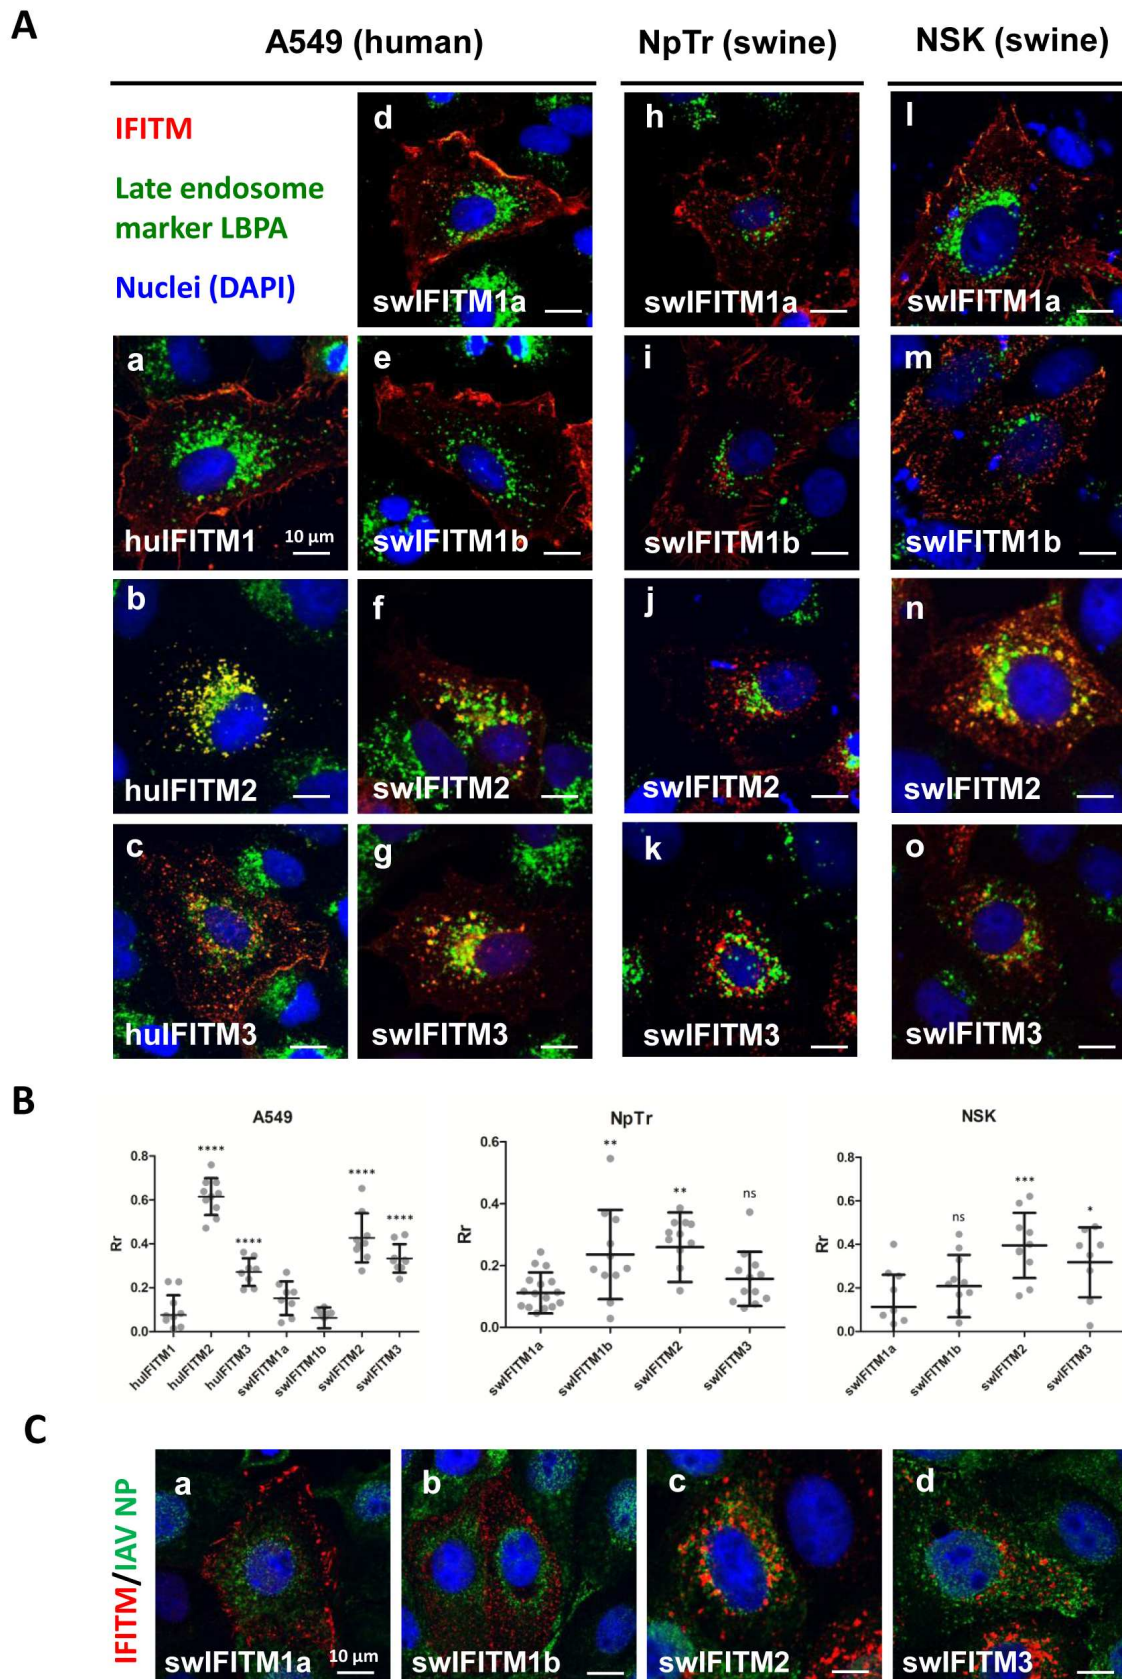 A
A549 (human)
NpTr (swine)
NSK (swine)
IFITM
Late endosome
marker LBPA
Nuclei (DAPI)
d
swIFITM1a
h
swIFITM1a
l
swIFITM1a
a
huIFITM1
10 µm
e
swIFITM1b
i
swIFITM1b
m
swIFITM1b
b
huIFITM2
f
swIFITM2
j
swIFITM2
n
swIFITM2
c
huIFITM3
g
swIFITM3
k
swIFITM3
o
swIFITM3
B
A549
Rr
0.8
0.6
0.4
0.2
0.0
****
****
****
****
huIFITM1
huIFITM2
huIFITM3
swIFITM1a
swIFITM1b
swIFITM2
swIFITM3
NpTr
Rr
0.6
0.4
0.2
0.0
**
**
ns
swIFITM1a
swIFITM1b
swIFITM2
swIFITM3
NSK
Rr
0.8
0.6
0.4
0.2
0.0
ns
***
*
swIFITM1a
swIFITM1b
swIFITM2
swIFITM3
C
IFITM/IAV NP
a
swIFITM1a
10 µm
b
swIFITM1b
c
swIFITM2
d
swIFITM3